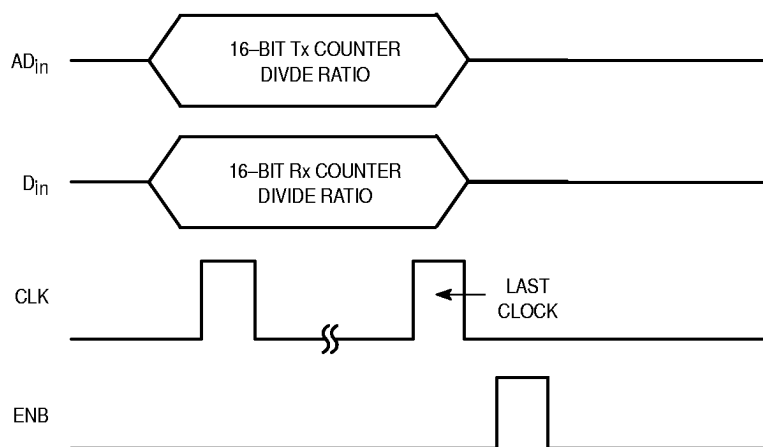 16–BIT Tx COUNTER
DIVDE RATIO
ADin
16–BIT Rx COUNTER
DIVIDE RATIO
Din
CLK
LAST
CLOCK
ENB